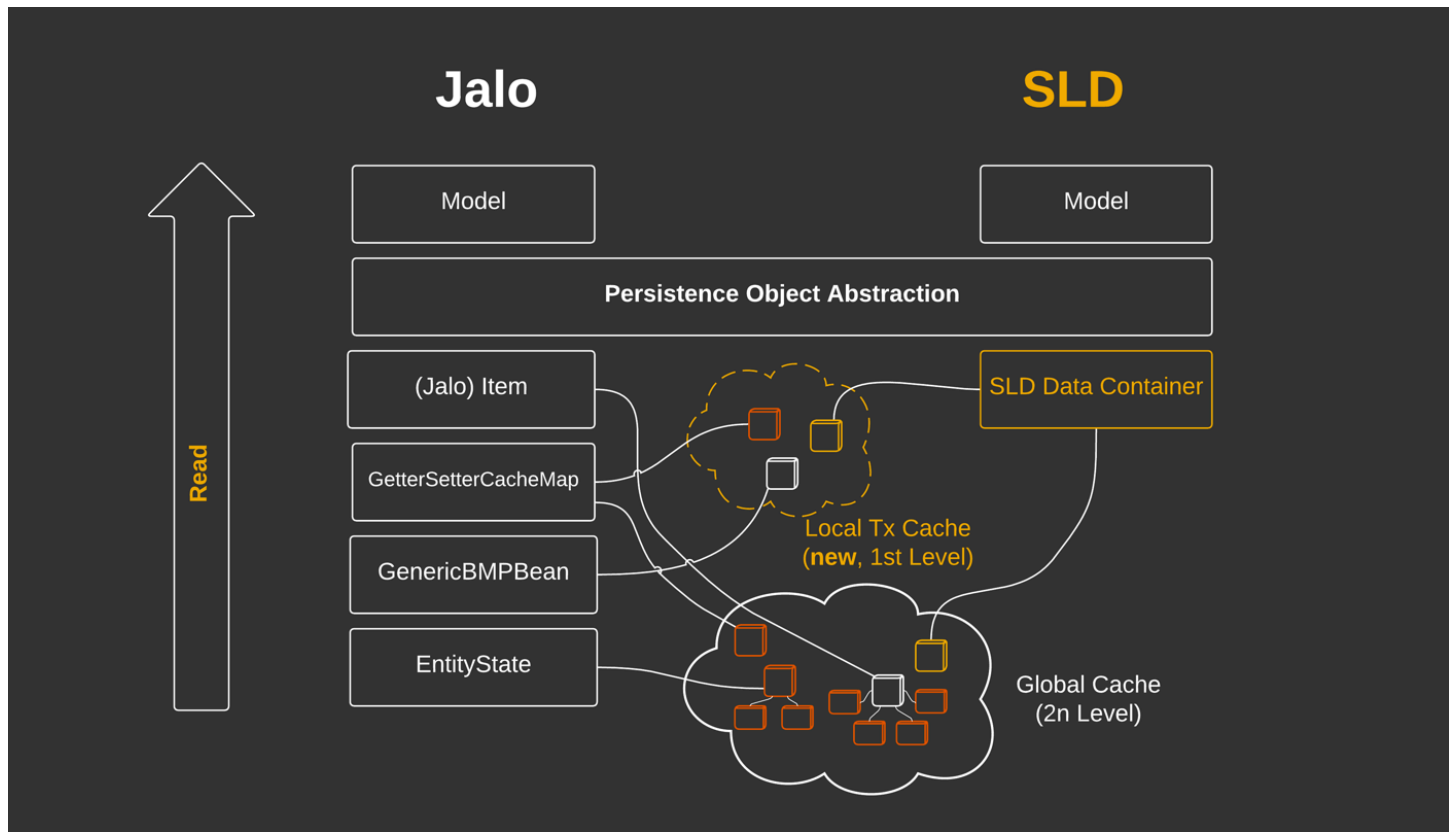 Jalo
SLD
Model
Model
Persistence Object Abstraction
(Jalo) Item
SLD Data Container
GetterSetterCacheMap
Read
Local Tx Cache
(new, 1st Level)
GenericBMPBean
EntityState
Global Cache
(2n Level)